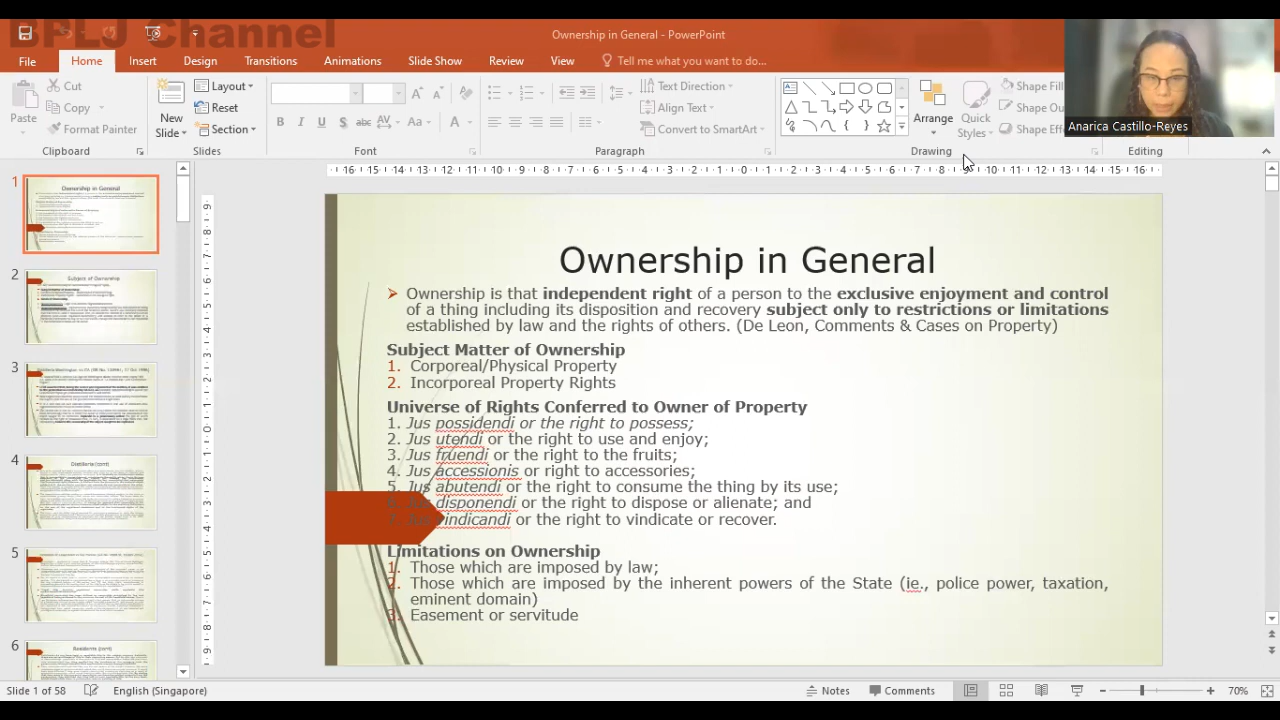 BPLJ Channel
Ownership in General - PowerPoint
File Home Insert Design Transitions Animations Slide Show Review View Tell me what you want to do...
Cut
Copy
Format Painter
Paste
Clipboard
New Slide
Layout
Reset
Section
Slides
Font
Text Direction
Align Text
Convert to SmartArt
Paragraph
Arrange
Quick Styles
Shape Fill
Shape Ou
Shape Effe
Drawing
Editing
Anarica Castillo-Reyes
1
2
3
4
5
6
Ownership in General
Ownership is that independent right of a person to the exclusive enjoyment and control
of a thing including its disposition and recovery subject only to restrictions or limitations
established by law and the rights of others. (De Leon, Comments & Cases on Property)
Subject Matter of Ownership
1. Corporeal/Physical Property
2. Incorporeal Property Rights
Universe of Rights Conferred to Owner of Property
1. Jus possidendi or the right to possess;
2. Jus utendi or the right to use and enjoy;
3. Jus fruendi or the right to the fruits;
4. Jus accessionis or right to accessories;
5. Jus abutendi or the right to consume the thing by its use;
6. Jus disponendi or the right to dispose or alienate; and
7. Jus vindicandi or the right to vindicate or recover.
Limitations on Ownership
1. Those which are imposed by law;
2. Those which are imposed by the inherent powers of the State (ie., police power, taxation,
eminent domain)
3. Easement or servitude
Slide 1 of 58 English (Singapore) Notes Comments 70%